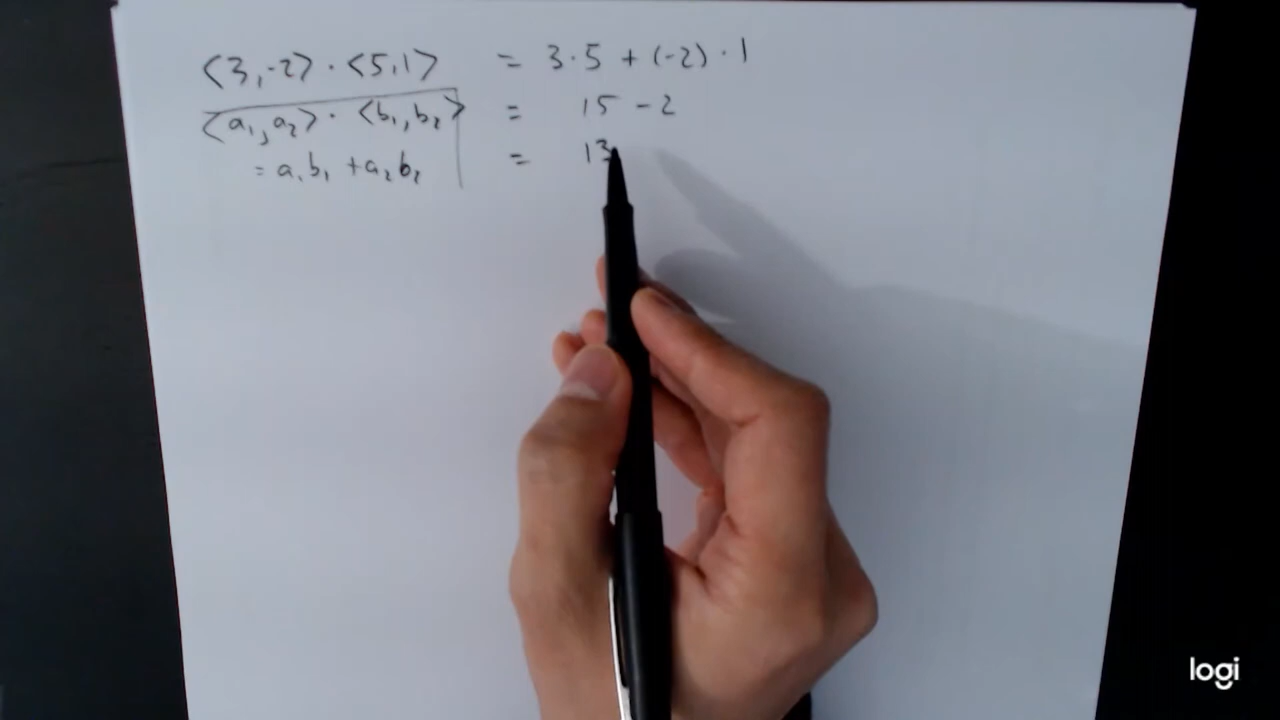 <3,-2> · <5,1> = 3·5 + (-2)·1
<a₁,a₂> · <b₁,b₂> = 15 - 2
= a₁b₁ + a₂b₂ = 13
logi